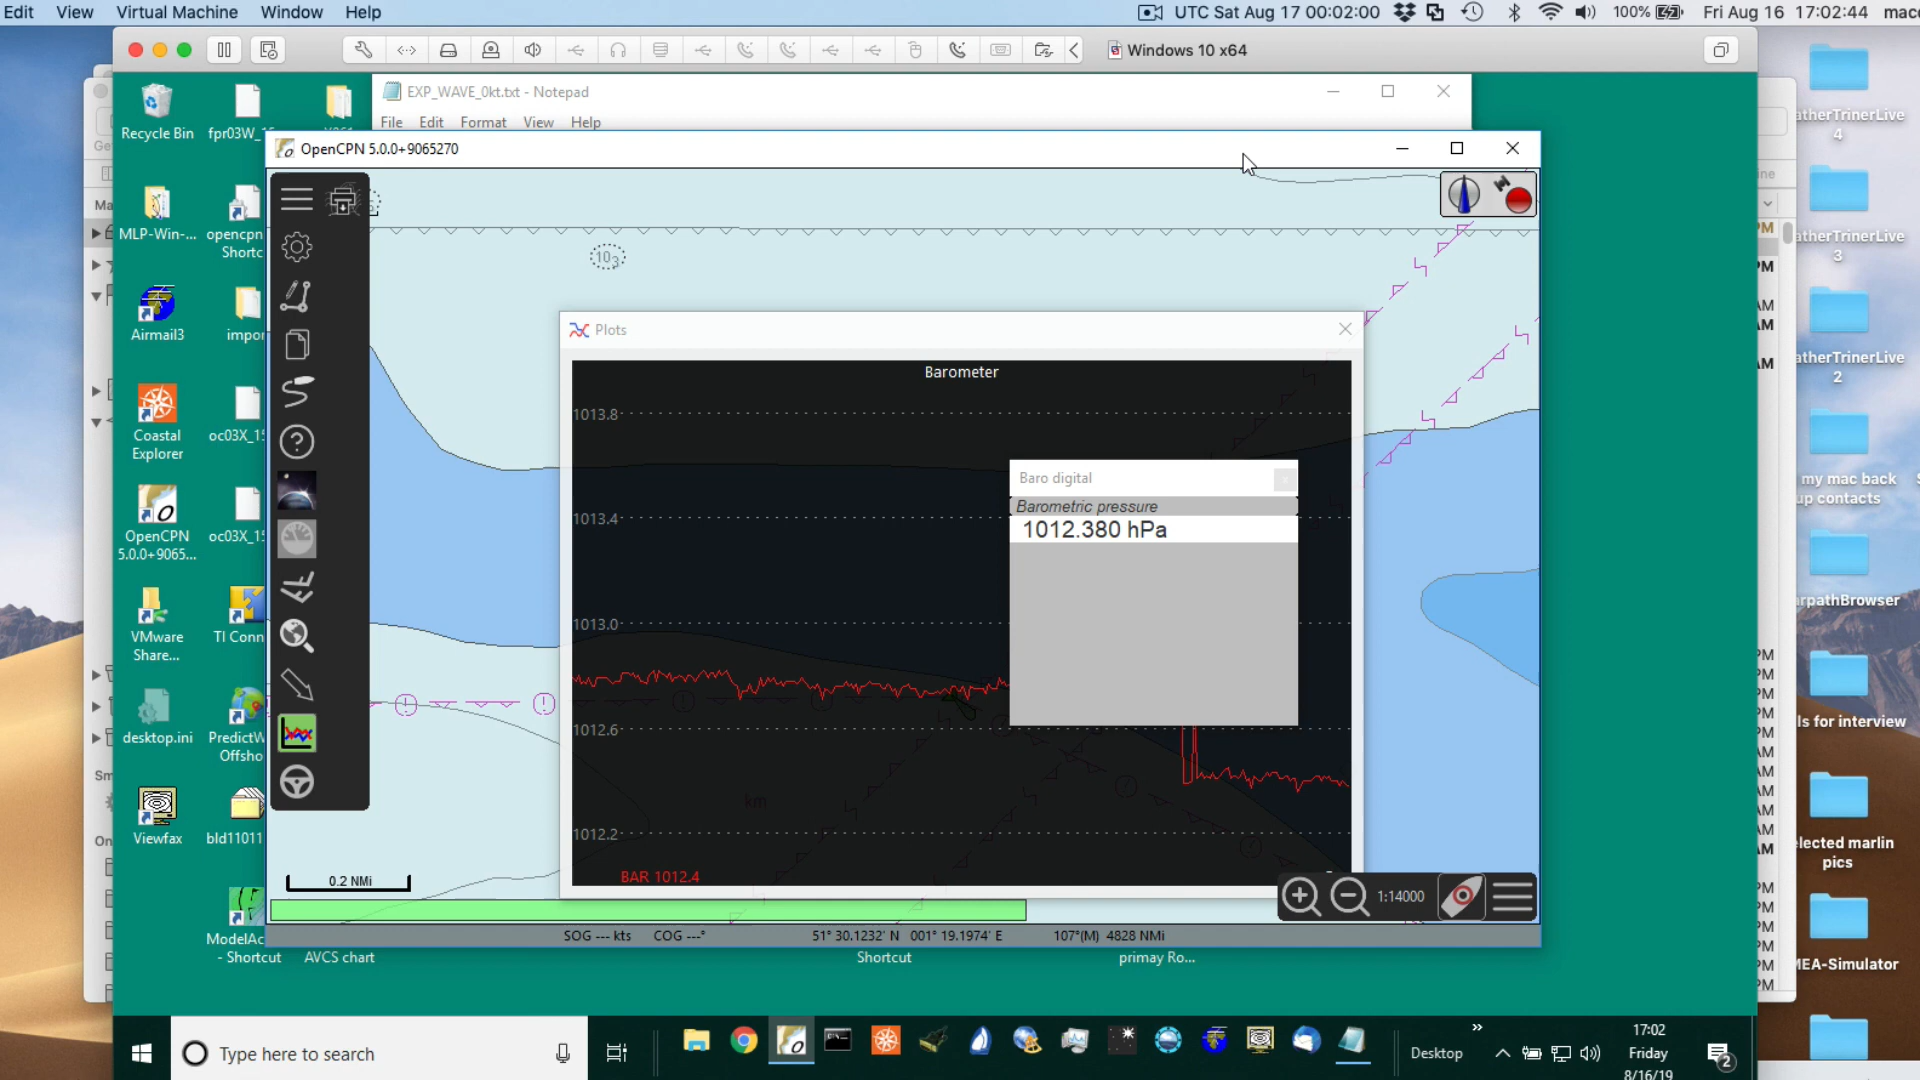 Edit View Virtual Machine Window Help UTC Sat Aug 17 00:02:00 100% Fri Aug 16 17:02:44
Windows 10 x64
EXP_WAVE_0kt.txt - Notepad
File Edit Format View Help
OpenCPN 5.0.0+9065270
Recycle Bin
MLP-Win-...
opencpn
Shortc
Airmail3
impor
Coastal
Explorer
oc03X_15
OpenCPN
5.0.0+9065...
oc03X_15
VMware
Share...
TI Conn
desktop.ini
PredictW
Offsho
Viewfax
bld11011
ModelAc
- Shortcut
AVCS chart
Shortcut
primay Ro...
10 3
Plots
Barometer
1013.8
1013.4
1013.0
1012.6
1012.2
BAR 1012.4
km
Baro digital
Barometric pressure
1012.380 hPa
0.2 NMi
1:14000
SOG --- kts COG ---° 51° 30.1232' N 001° 19.1974' E 107°(M) 4828 NMi
atherTrinerLive
4
atherTrinerLive
3
atherTrinerLive
2
my mac back
up contacts
rpathBrowser
ls for interview
lected marlin
pics
MEA-Simulator
Type here to search
Desktop
17:02
Friday
8/16/19
2